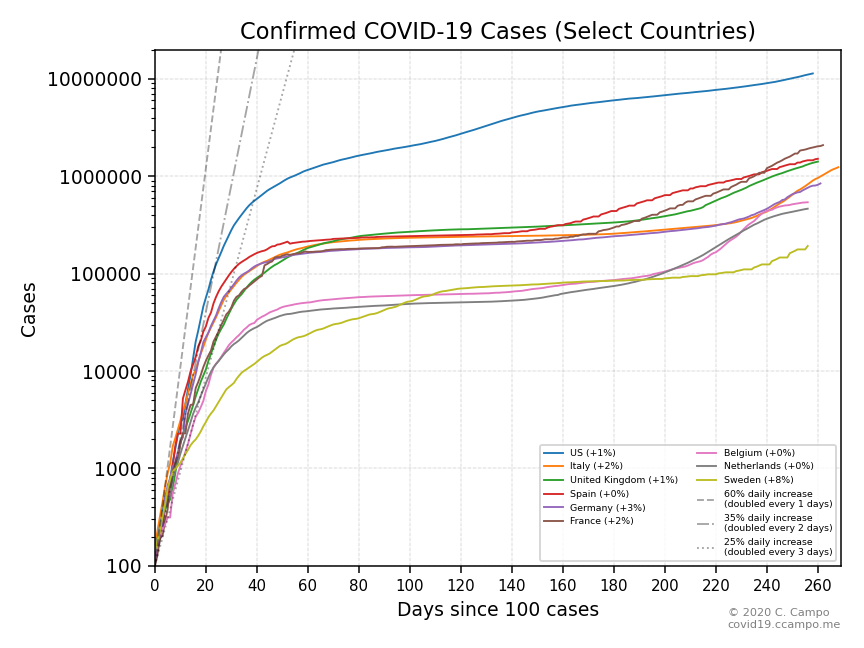 Confirmed COVID-19 Cases (Select Countries)
10000000
1000000
100000
10000
1000
100
Cases
0 20 40 60 80 100 120 140 160 180 200 220 240 260
Days since 100 cases
US (+1%)
Italy (+2%)
United Kingdom (+1%)
Spain (+0%)
Germany (+3%)
France (+2%)
Belgium (+0%)
Netherlands (+0%)
Sweden (+8%)
60% daily increase
(doubled every 1 days)
35% daily increase
(doubled every 2 days)
25% daily increase
(doubled every 3 days)
© 2020 C. Campo
covid19.ccampo.me